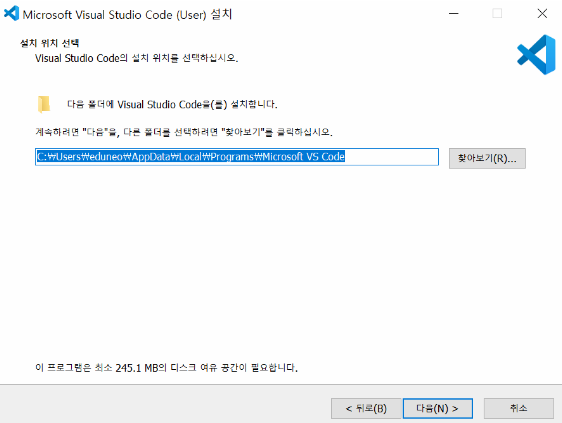 Microsoft Visual Studio Code (User) 설치
설치 위치 선택
Visual Studio Code의 설치 위치를 선택하십시오.
다음 폴더에 Visual Studio Code을(를) 설치합니다.
계속하려면 "다음"을, 다른 폴더를 선택하려면 "찾아보기"를 클릭하십시오.
C:₩Users₩eduneo₩AppData₩Local₩Programs₩Microsoft VS Code
찾아보기(R)...
이 프로그램은 최소 245.1 MB의 디스크 여유 공간이 필요합니다.
< 뒤로(B)
다음(N) >
취소